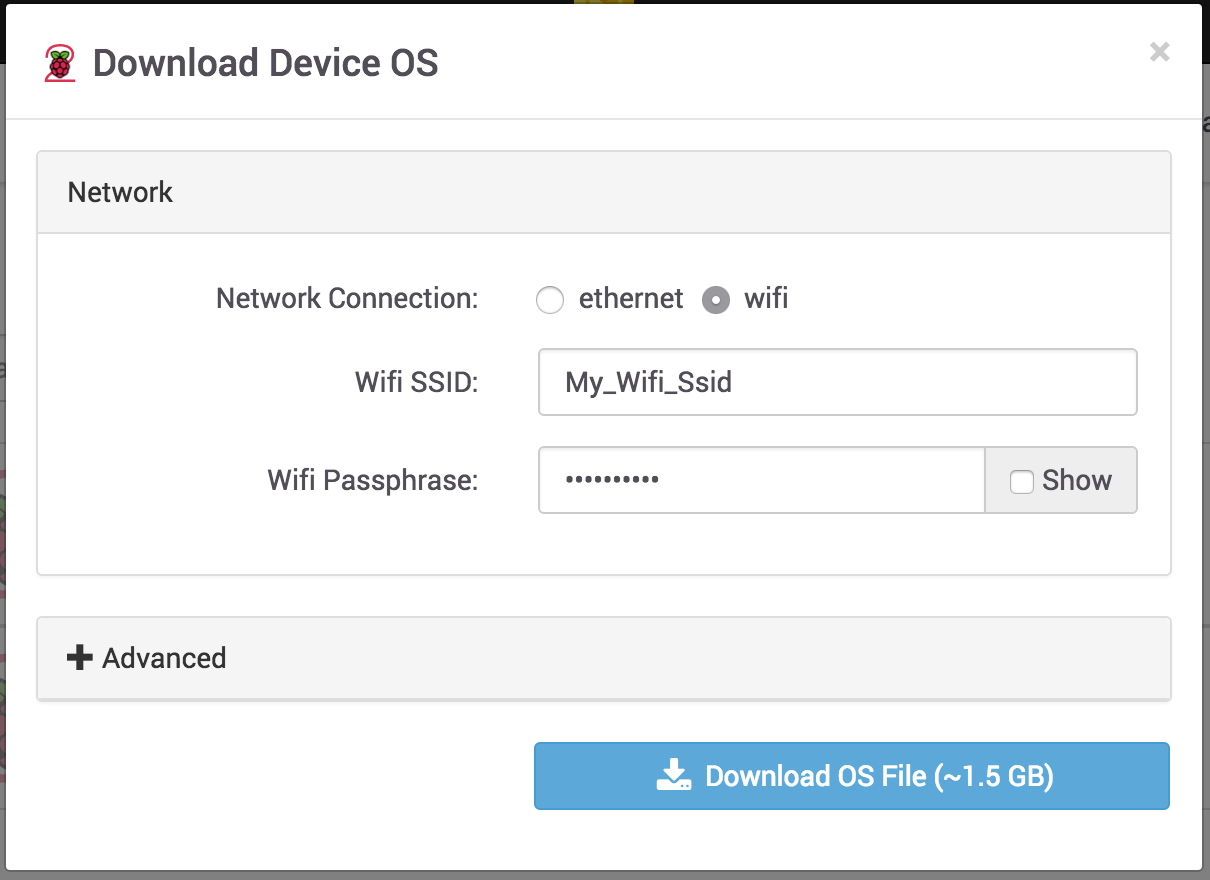 Download Device OS
×
Network
Network Connection: ethernet wifi
Wifi SSID: My_Wifi_Ssid
Wifi Passphrase: •••••••••• Show
Advanced
Download OS File (~1.5 GB)